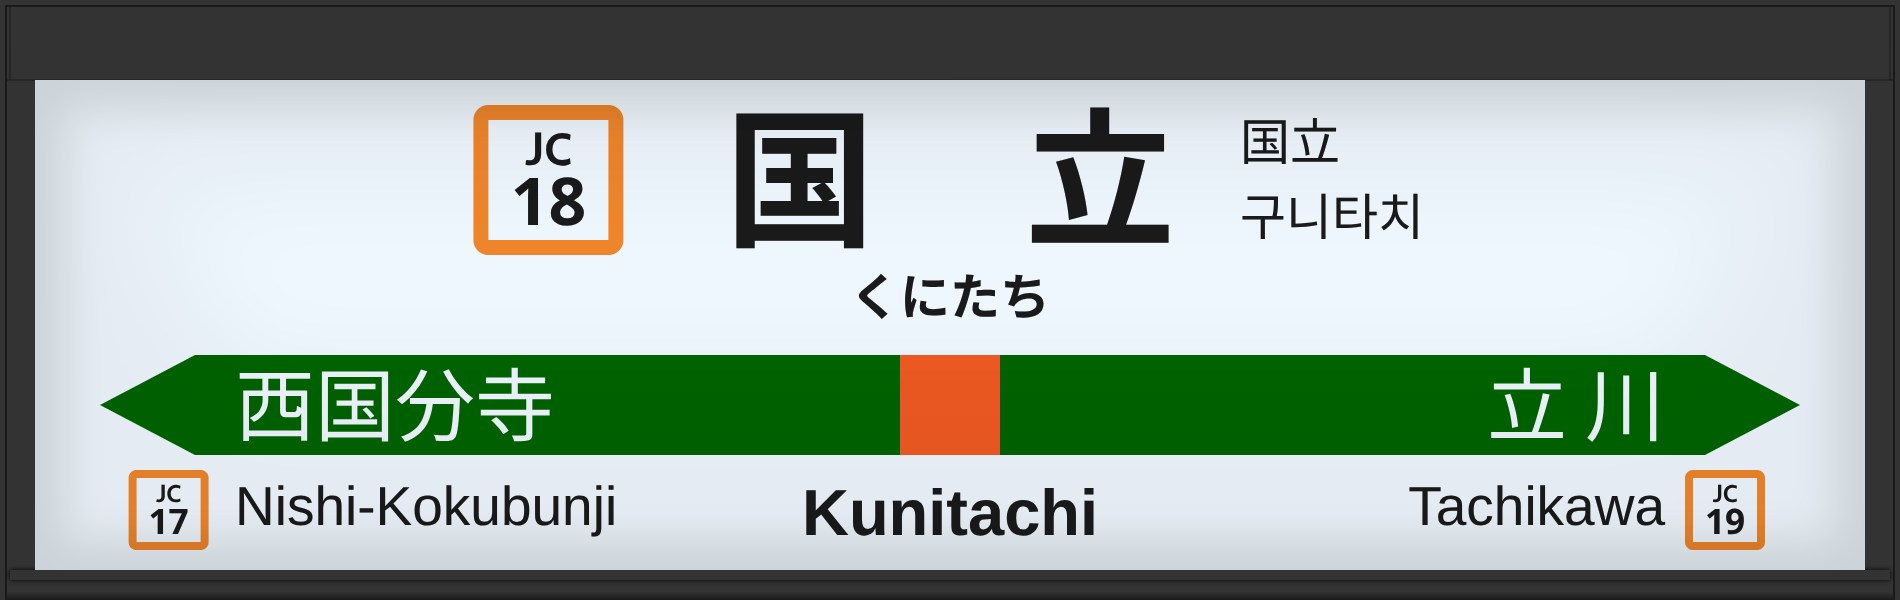 JC
18
国立
国立
구니타치
くにたち
西国分寺
立川
JC
17
Nishi-Kokubunji
Kunitachi
Tachikawa
JC
19